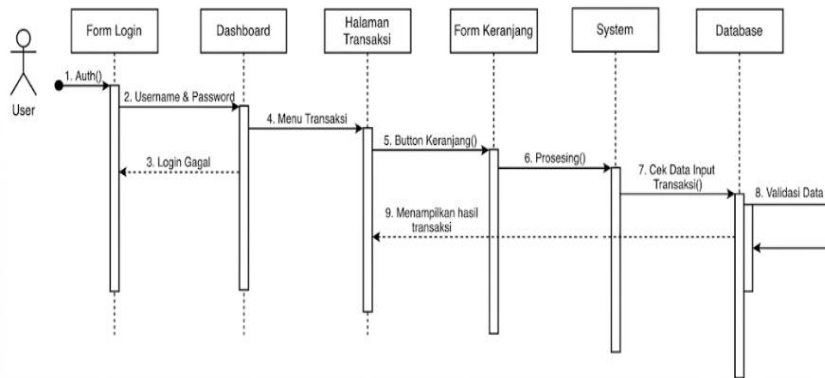 Form Login
Dashboard
Halaman
Transaksi
Form Keranjang
System
Database
User
1. Auth()
2. Username & Password
3. Login Gagal
4. Menu Transaksi
5. Button Keranjang()
6. Prosesing()
7. Cek Data Input
Transaksi()
8. Validasi Data
9. Menampilkan hasil
transaksi